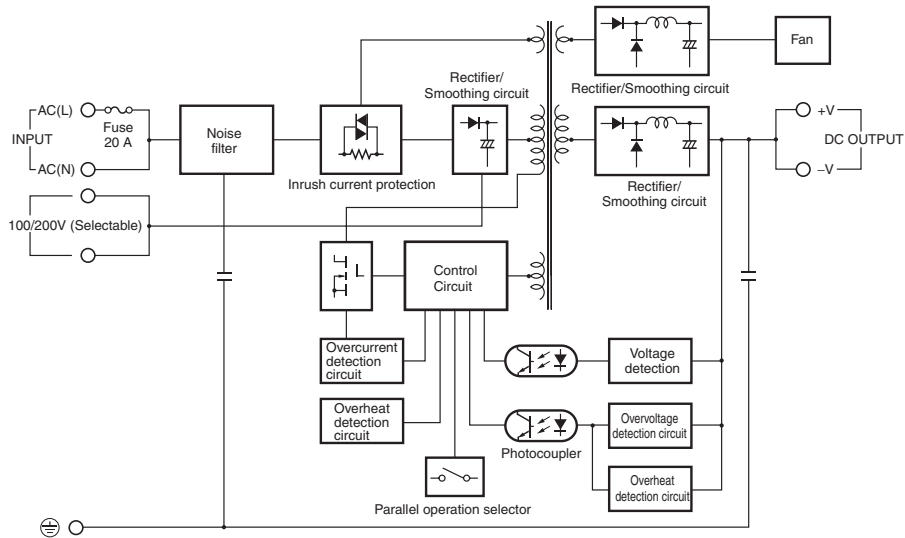 Fan
Rectifier/
Smoothing circuit
Rectifier/Smoothing circuit
AC(L)
Fuse
20 A
INPUT
AC(N)
Noise
filter
Inrush current protection
+V
DC OUTPUT
–V
Rectifier/
Smoothing circuit
100/200V (Selectable)
Control
Circuit
Overcurrent
detection
circuit
Voltage
detection
Overheat
detection
circuit
Overvoltage
detection circuit
Photocoupler
Overheat
detection circuit
Parallel operation selector